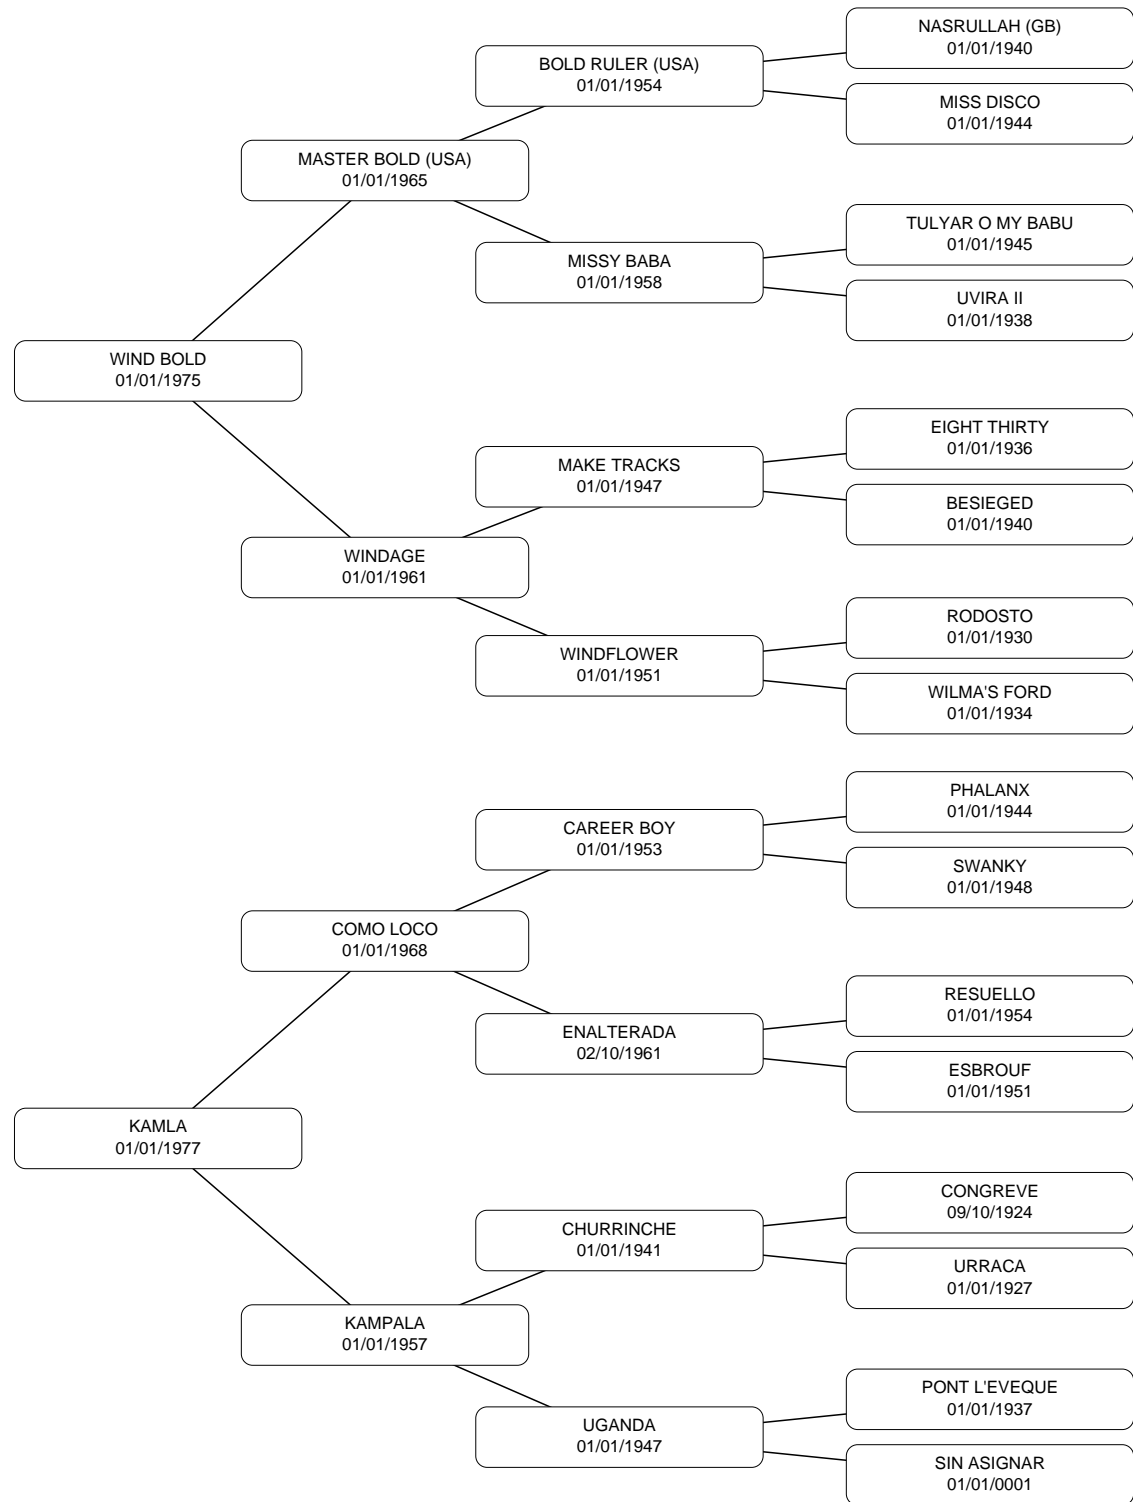 NASRULLAH (GB)
01/01/1940
BOLD RULER (USA)
01/01/1954
MISS DISCO
01/01/1944
MASTER BOLD (USA)
01/01/1965
TULYAR O MY BABU
01/01/1945
MISSY BABA
01/01/1958
UVIRA II
01/01/1938
WIND BOLD
01/01/1975
EIGHT THIRTY
01/01/1936
MAKE TRACKS
01/01/1947
BESIEGED
01/01/1940
WINDAGE
01/01/1961
RODOSTO
01/01/1930
WINDFLOWER
01/01/1951
WILMA'S FORD
01/01/1934
PHALANX
01/01/1944
CAREER BOY
01/01/1953
SWANKY
01/01/1948
COMO LOCO
01/01/1968
RESUELLO
01/01/1954
ENALTERADA
02/10/1961
ESBROUF
01/01/1951
KAMLA
01/01/1977
CONGREVE
09/10/1924
CHURRINCHE
01/01/1941
URRACA
01/01/1927
KAMPALA
01/01/1957
PONT L'EVEQUE
01/01/1937
UGANDA
01/01/1947
SIN ASIGNAR
01/01/0001